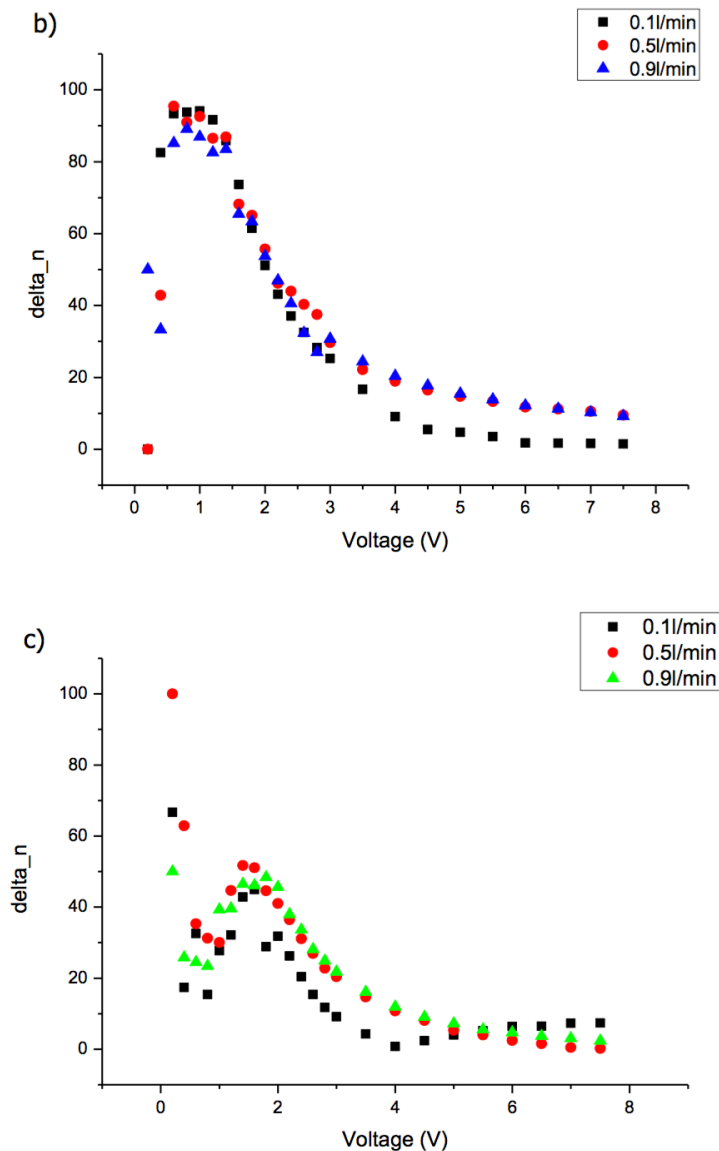 b)
0.1l/min
0.5l/min
0.9l/min
100
80
60
40
20
0
delta_n
0 1 2 3 4 5 6 7 8
Voltage (V)
c)
0.1l/min
0.5l/min
0.9l/min
100
80
60
40
20
0
delta_n
0 2 4 6 8
Voltage (V)